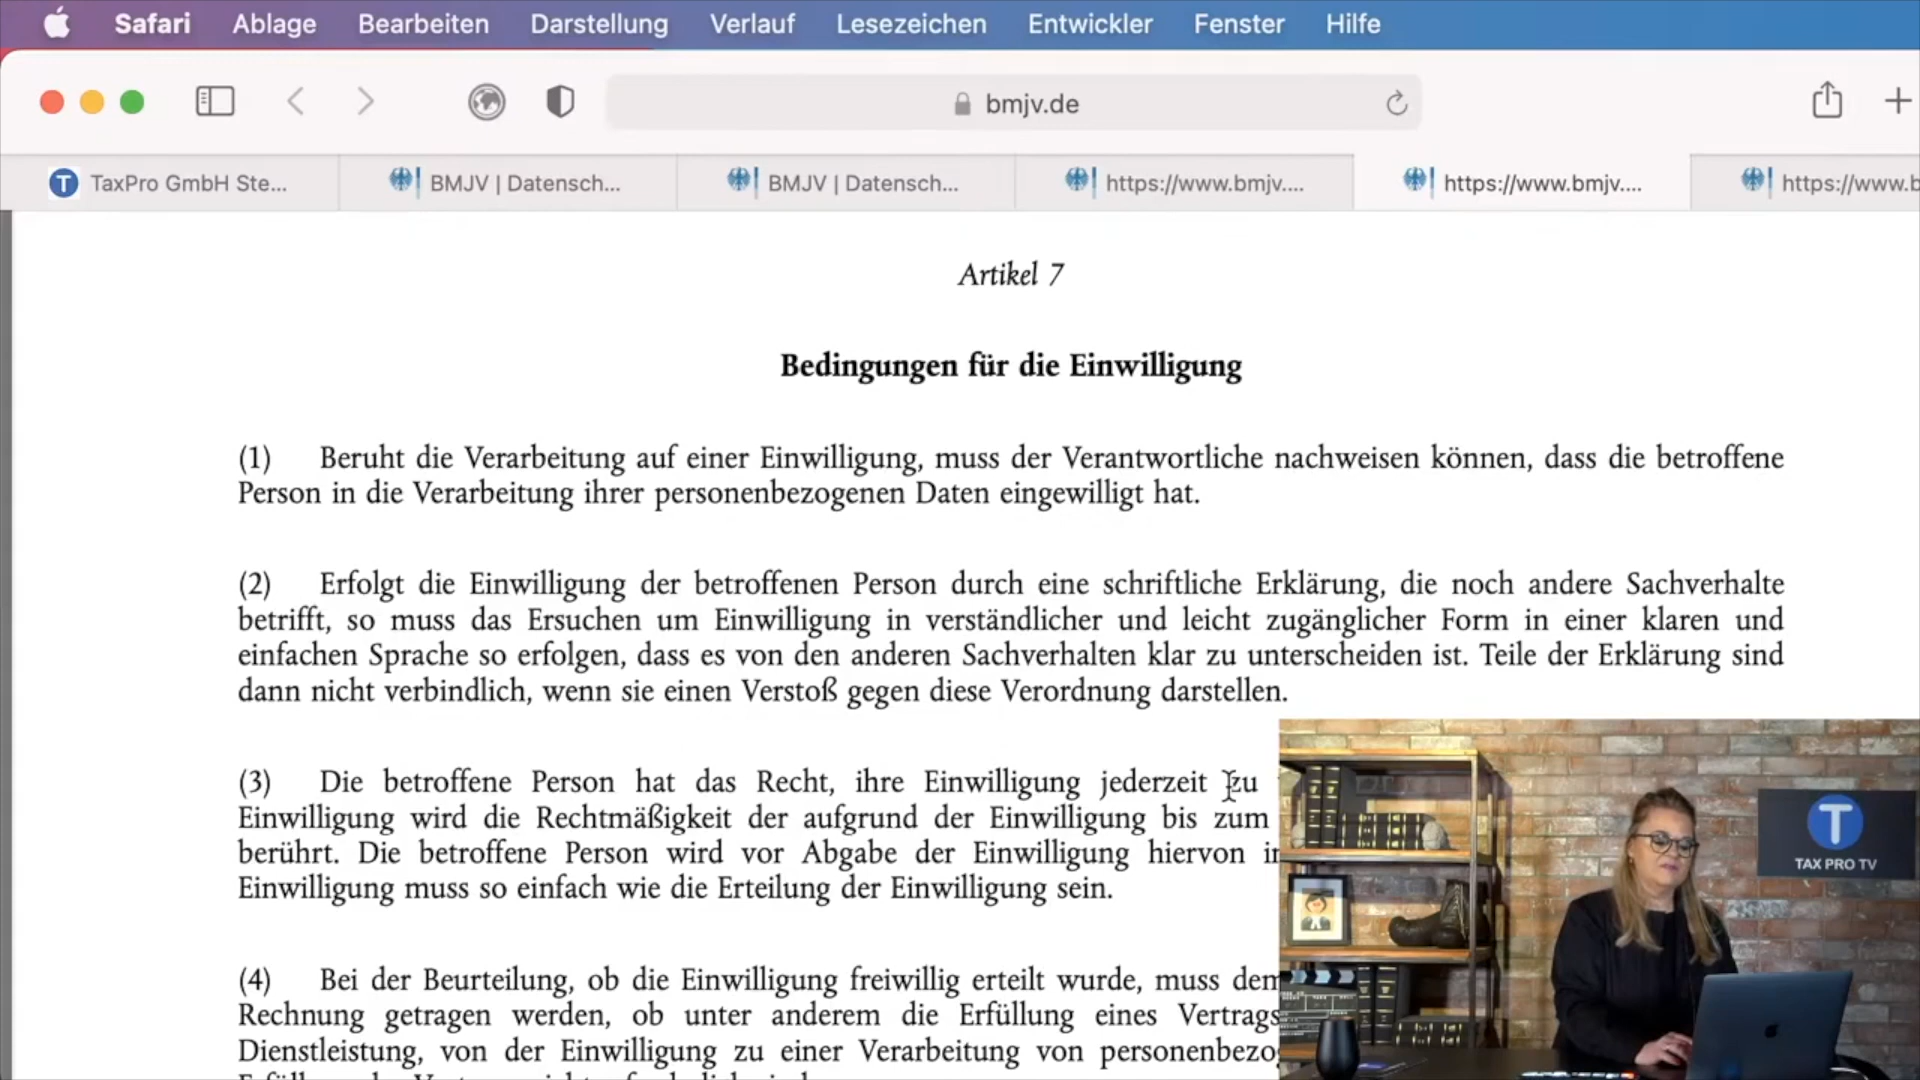 Safari Ablage Bearbeiten Darstellung Verlauf Lesezeichen Entwickler Fenster Hilfe
bmjv.de
TaxPro GmbH Ste... BMJV | Datensch... BMJV | Datensch... https://www.bmjv.... https://www.bmjv.... https://www.b
Artikel 7
Bedingungen für die Einwilligung
(1) Beruht die Verarbeitung auf einer Einwilligung, muss der Verantwortliche nachweisen können, dass die betroffene
Person in die Verarbeitung ihrer personenbezogenen Daten eingewilligt hat.
(2) Erfolgt die Einwilligung der betroffenen Person durch eine schriftliche Erklärung, die noch andere Sachverhalte
betrifft, so muss das Ersuchen um Einwilligung in verständlicher und leicht zugänglicher Form in einer klaren und
einfachen Sprache so erfolgen, dass es von den anderen Sachverhalten klar zu unterscheiden ist. Teile der Erklärung sind
dann nicht verbindlich, wenn sie einen Verstoß gegen diese Verordnung darstellen.
(3) Die betroffene Person hat das Recht, ihre Einwilligung jederzeit zu
Einwilligung wird die Rechtmäßigkeit der aufgrund der Einwilligung bis zum
berührt. Die betroffene Person wird vor Abgabe der Einwilligung hiervon
Einwilligung muss so einfach wie die Erteilung der Einwilligung sein.
(4) Bei der Beurteilung, ob die Einwilligung freiwillig erteilt wurde, muss dem
Rechnung getragen werden, ob unter anderem die Erfüllung eines Vertrags
Dienstleistung, von der Einwilligung zu einer Verarbeitung von personenbezo
T
TAX PRO TV